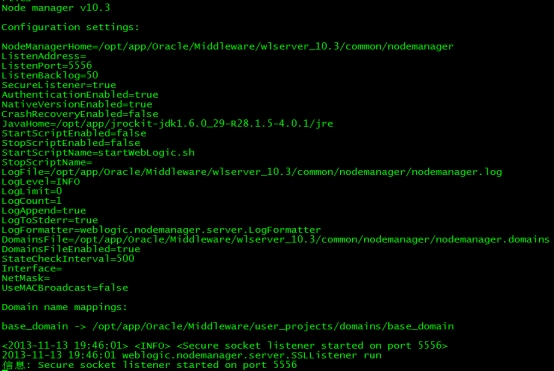 Node manager v10.3
Configuration settings:
NodeManagerHome=/opt/app/Oracle/Middleware/wlserver_10.3/common/nodemanager
ListenAddress=
ListenPort=5556
ListenBacklog=50
SecureListener=true
AuthenticationEnabled=true
NativeVersionEnabled=true
CrashRecoveryEnabled=false
JavaHome=/opt/app/jrockit-jdk1.6.0_29-R28.1.5-4.0.1/jre
StartScriptEnabled=false
StopScriptEnabled=false
StartScriptName=startWebLogic.sh
StopScriptName=
LogFile=/opt/app/Oracle/Middleware/wlserver_10.3/common/nodemanager/nodemanager.log
LogLevel=INFO
LogLimit=0
LogCount=1
LogAppend=true
LogToStderr=true
LogFormatter=weblogic.nodemanager.server.LogFormatter
DomainsFile=/opt/app/Oracle/Middleware/wlserver_10.3/common/nodemanager/nodemanager.domains
DomainsFileEnabled=true
StateCheckInterval=500
Interface=
NetMask=
UseMACBroadcast=false
Domain name mappings:
base_domain -> /opt/app/Oracle/Middleware/user_projects/domains/base_domain
<2013-11-13 19:46:01> <INFO> <Secure socket listener started on port 5556>
2013-11-13 19:46:01 weblogic.nodemanager.server.SSLListener run
信息: Secure socket listener started on port 5556